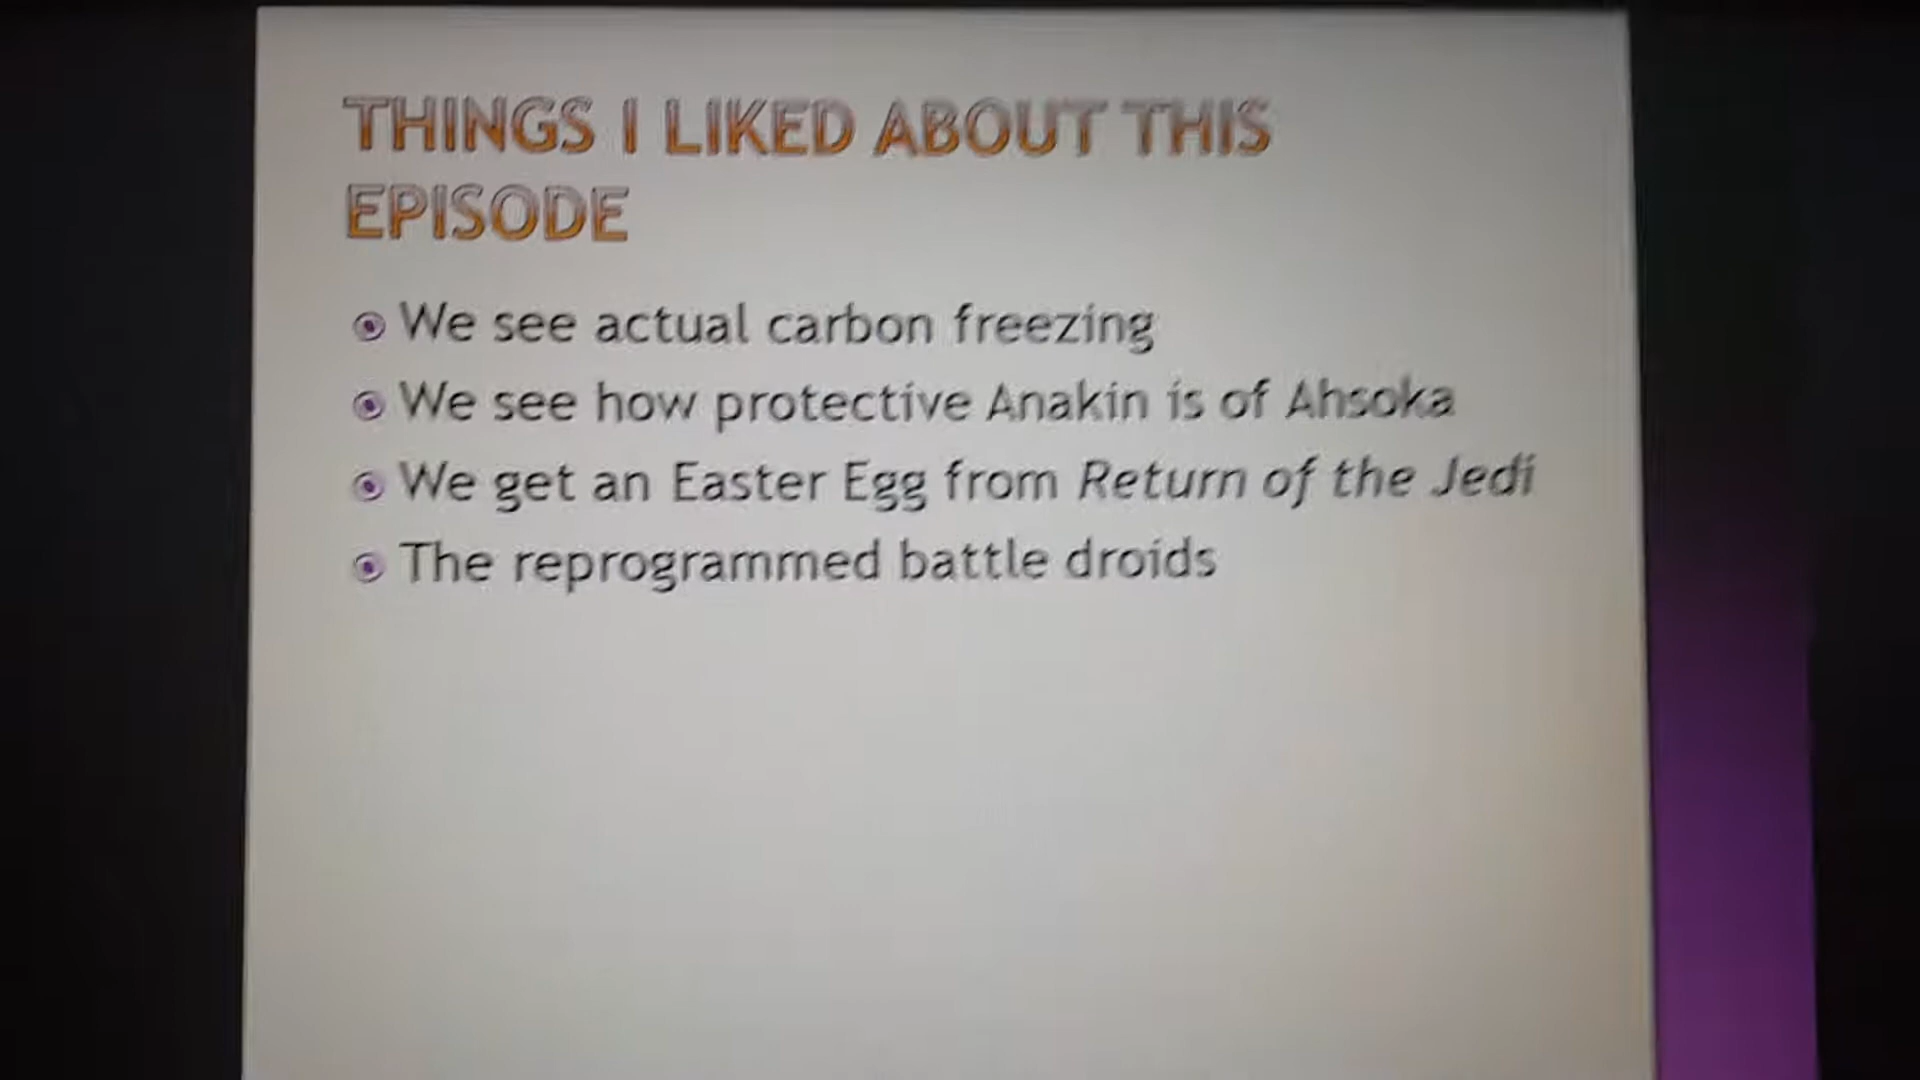 THINGS I LIKED ABOUT THIS
EPISODE
We see actual carbon freezing
We see how protective Anakin is of Ahsoka
We get an Easter Egg from Return of the Jedi
The reprogrammed battle droids